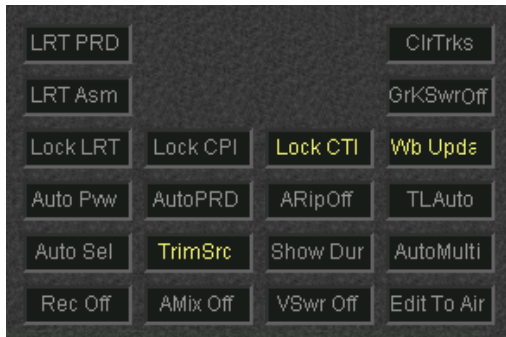 LRT PRD ClrTrks
LRT Asm GrKSwrOff
Lock LRT Lock CPI Lock CTI Wb Upda
Auto Pvw AutoPRD ARipOff TLAuto
Auto Sel TrimSrc Show Dur AutoMulti
Rec Off AMix Off VSwr Off Edit To Air